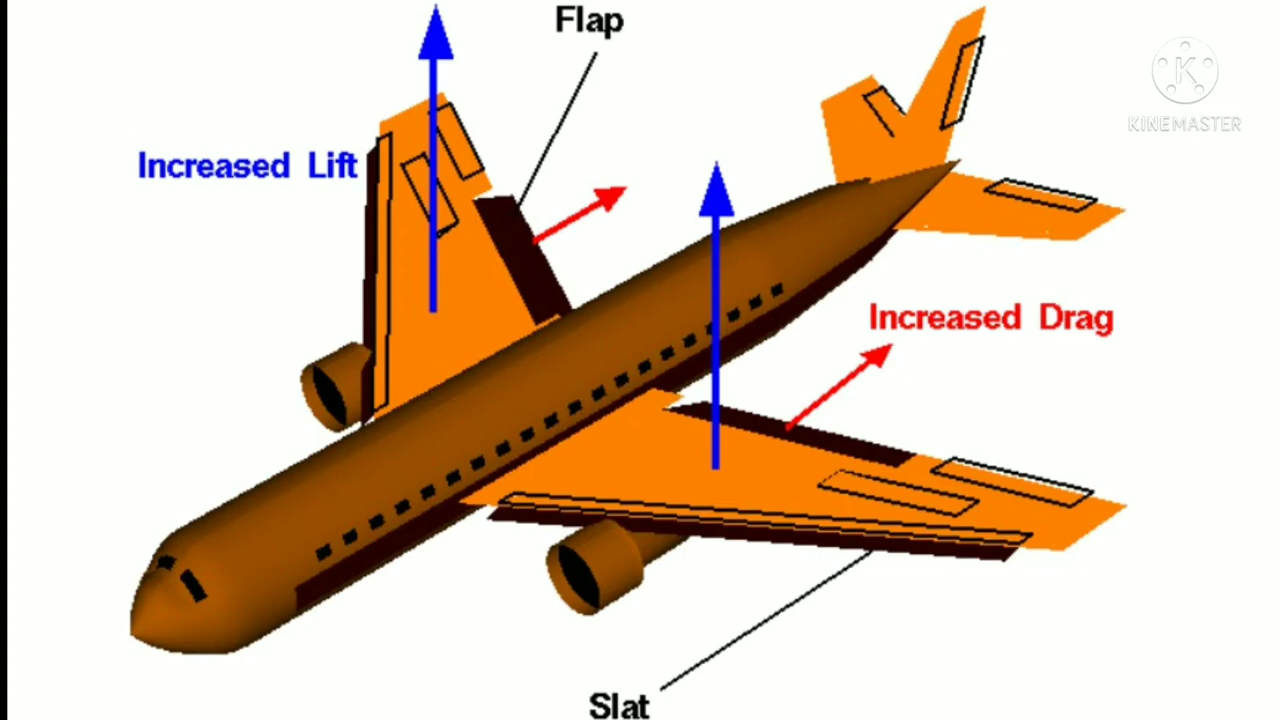 Flap
Increased Lift
K
KINEMASTER
Increased Drag
Slat